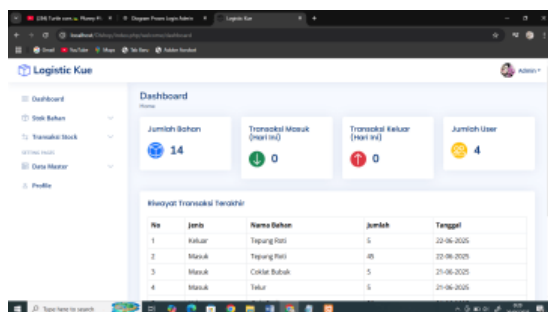 Logistic Kue
Admin
Dashboard
Stok Bahan
Transaksi Stock
Data Master
Profile
Dashboard
Home
Jumlah Bahan
14
Transaksi Masuk
(Hari Ini)
0
Transaksi Keluar
(Hari Ini)
0
Jumlah User
4
Riwayat Transaksi Terakhir
No Jenis Nama Bahan Jumlah Tanggal
1 Keluar Tepung Roti 5 22-06-2025
2 Masuk Tepung Roti 45 22-06-2025
3 Masuk Coklat Bubuk 5 21-06-2025
4 Masuk Telur 5 21-06-2025
Type here to search